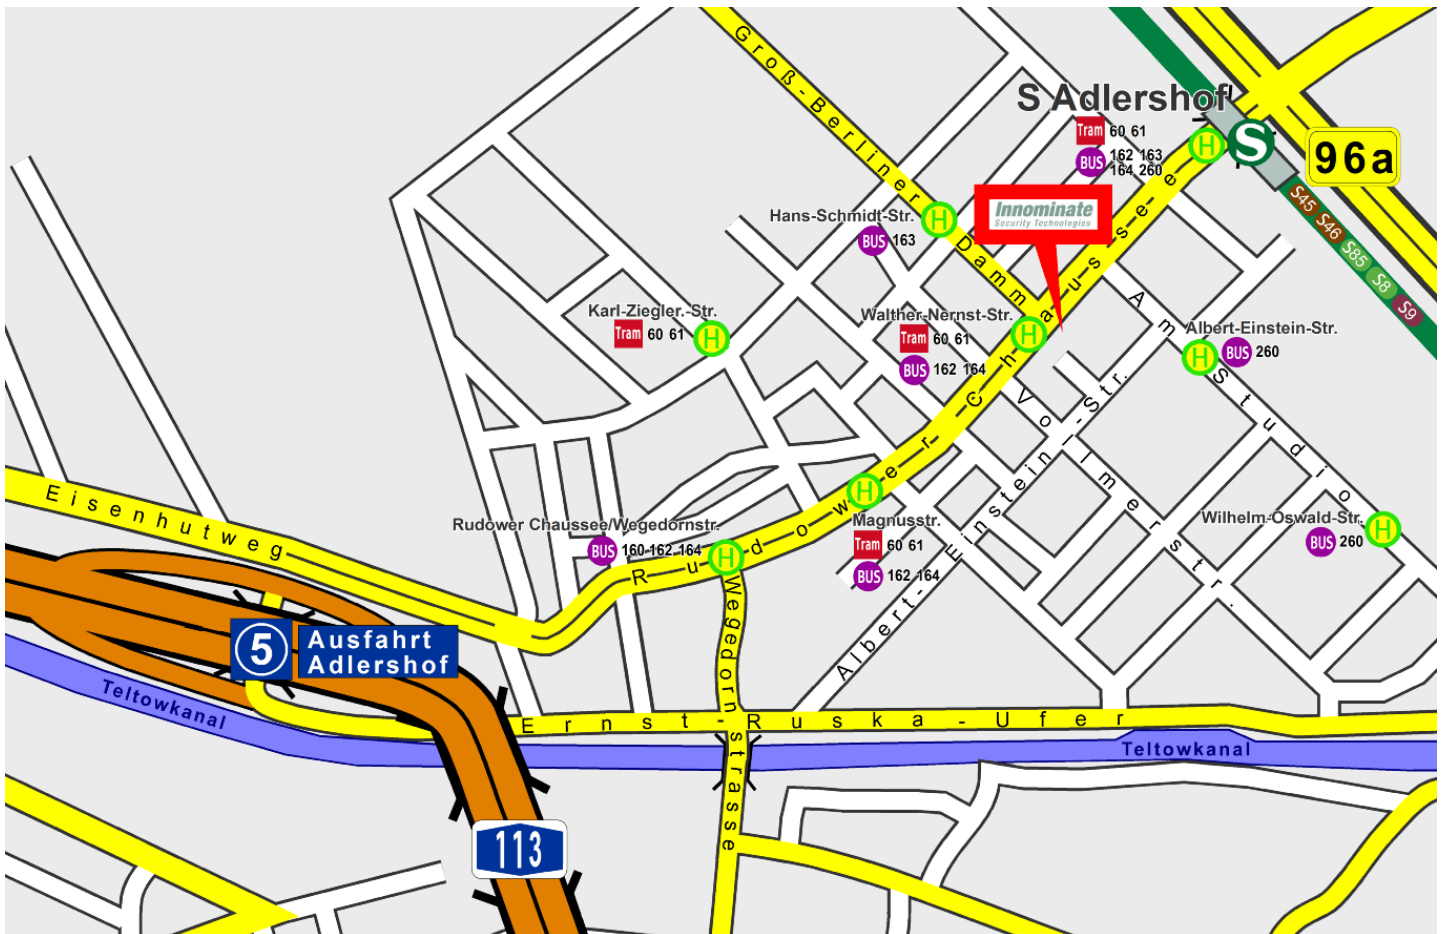 Groß-Berliner Damm
S Adlershof
Tram 60 61
BUS 162 163
164 260
H
S
96a
S45
S46
S85
S8
S9
Innominate
Security Technologies
Hans-Schmidt-Str.
BUS 163
H
Karl-Ziegler.-Str.
Tram 60 61
H
Walther-Nernst-Str.
Tram 60 61
BUS 162 164
H
Albert-Einstein-Str.
BUS 260
H
Am Studio
Vollmerstr.
Albert-Einstein-Str.
Rudower Chaussee
Eisenhutweg
Rudower Chaussee/Wegedornstr.
BUS 160 162 164
H
H
Magnusstr.
Tram 60 61
BUS 162 164
Wilhelm-Oswald-Str.
BUS 260
H
5
Ausfahrt
Adlershof
Teltowkanal
Wegedornstrasse
Ernst-Ruska-Ufer
Teltowkanal
113